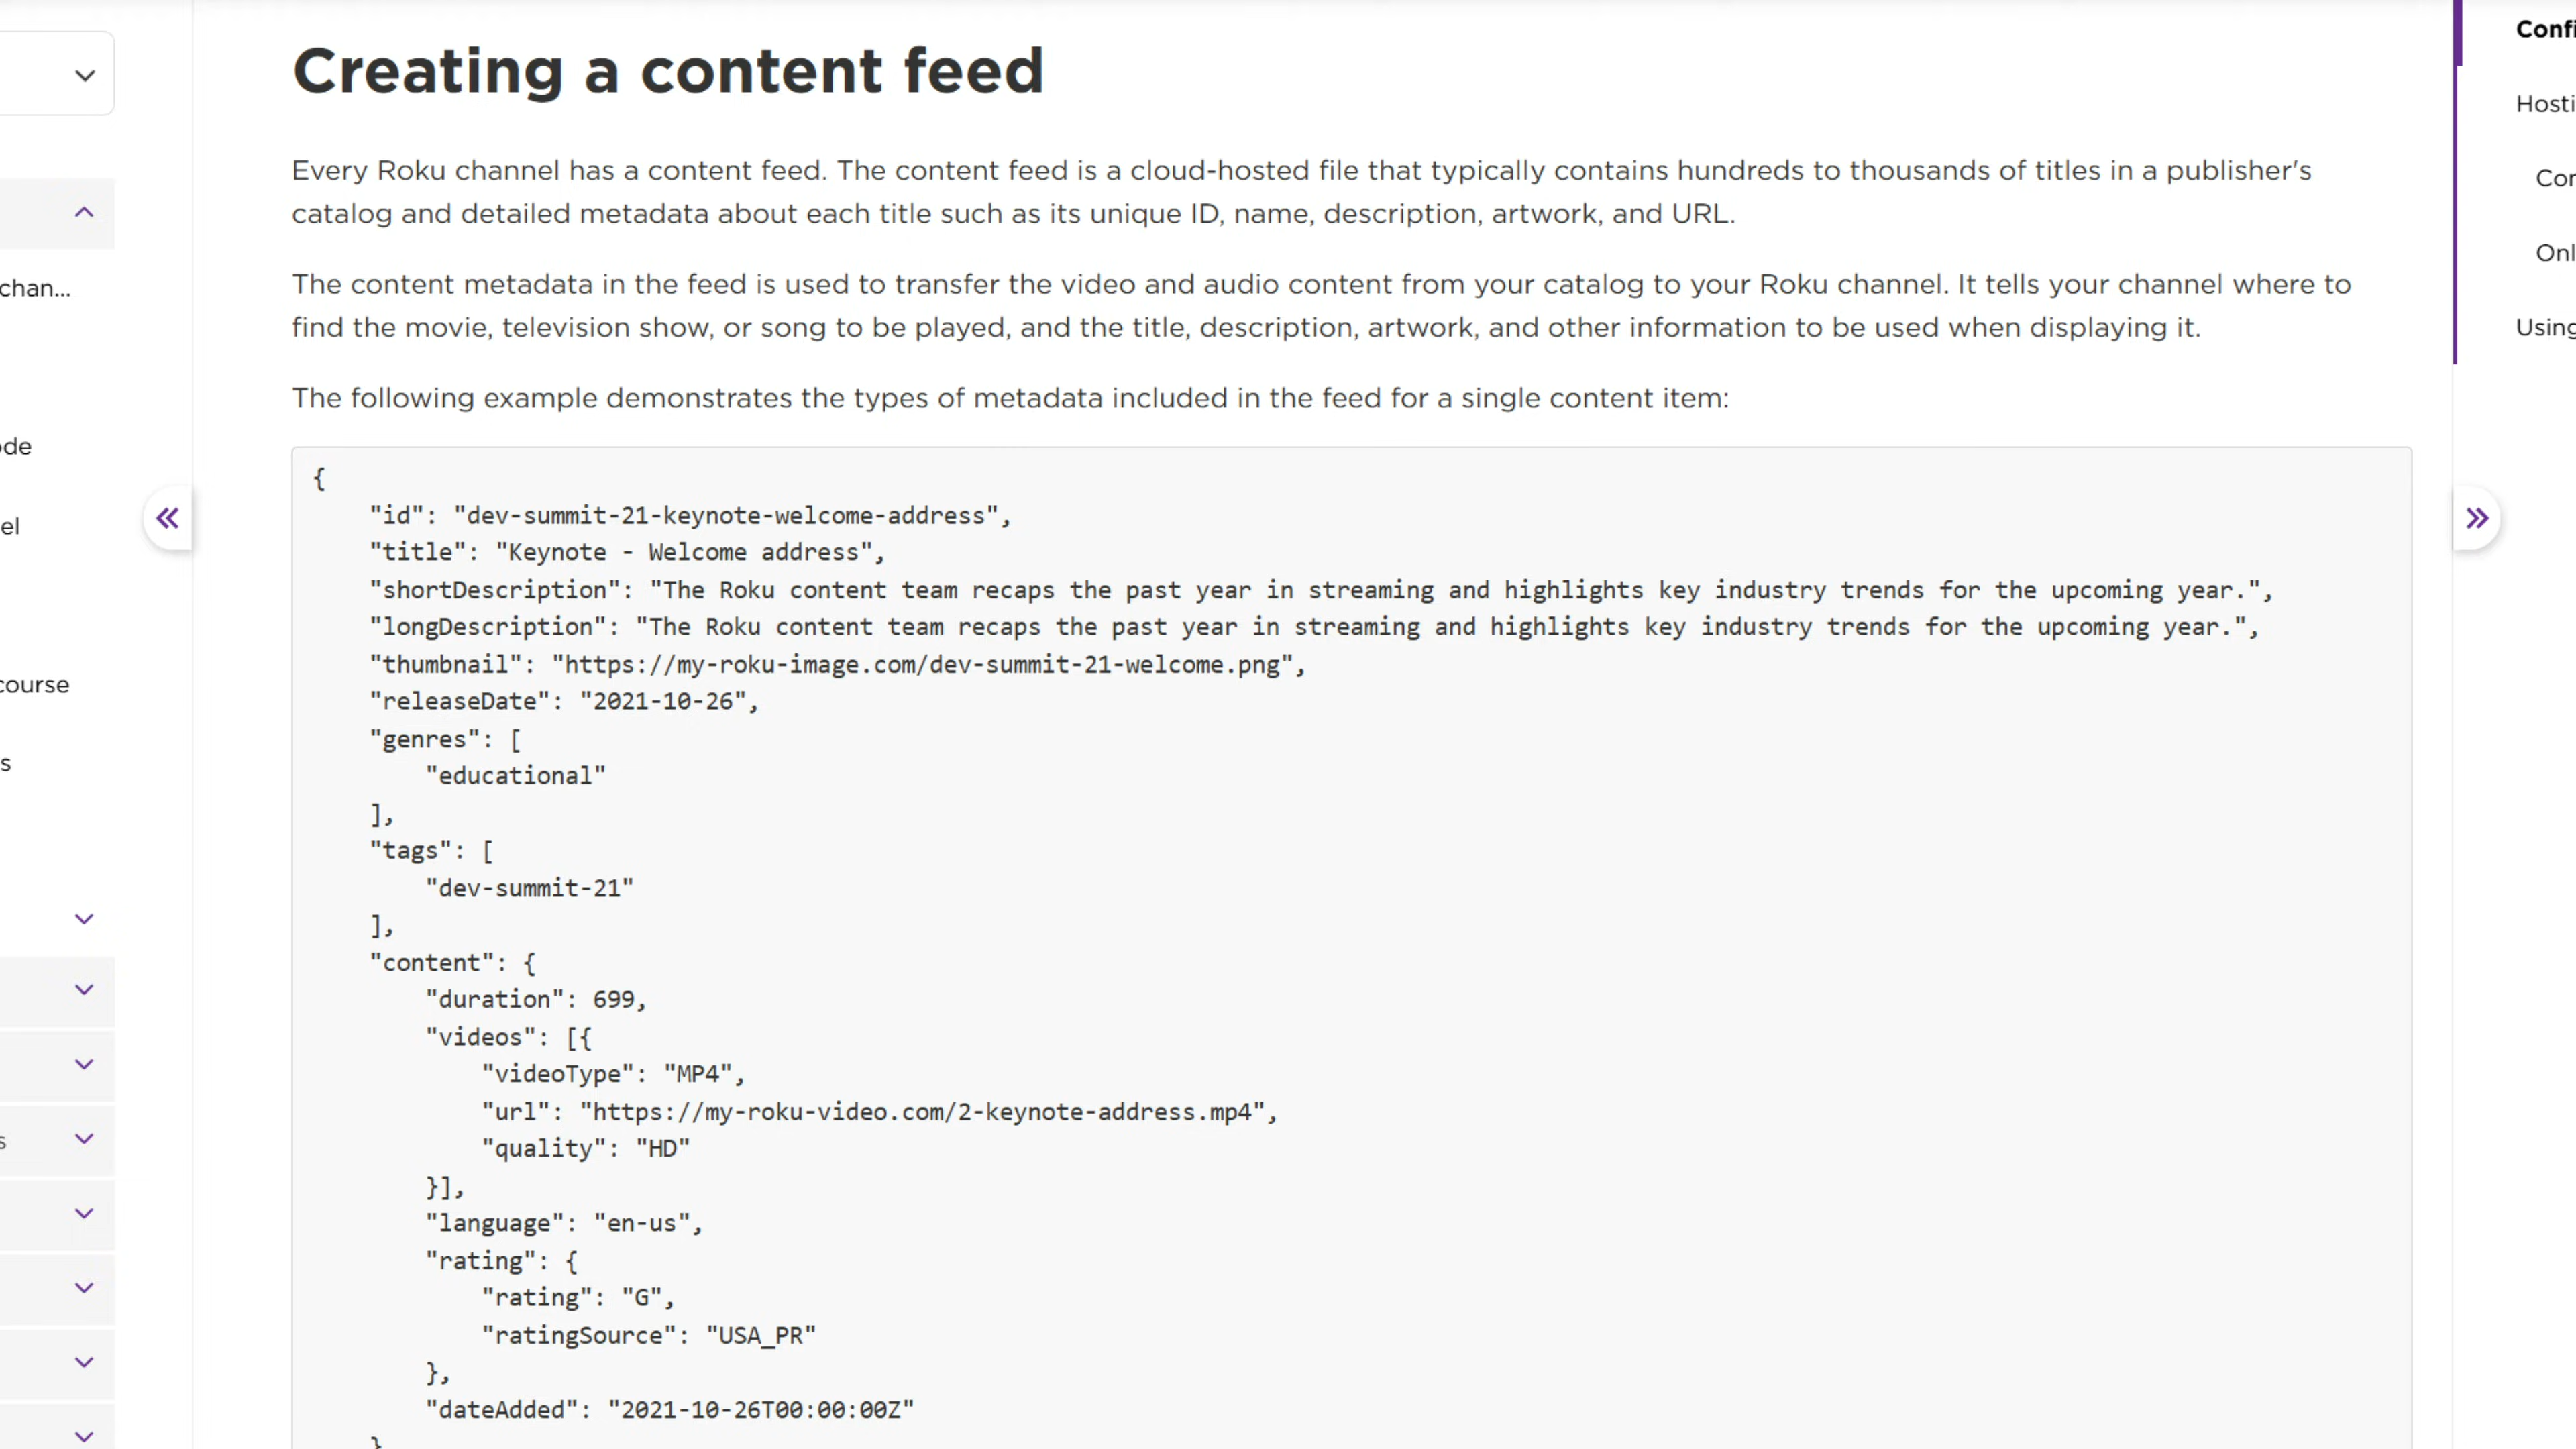 Creating a content feed
Every Roku channel has a content feed. The content feed is a cloud-hosted file that typically contains hundreds to thousands of titles in a publisher's
catalog and detailed metadata about each title such as its unique ID, name, description, artwork, and URL.
The content metadata in the feed is used to transfer the video and audio content from your catalog to your Roku channel. It tells your channel where to
find the movie, television show, or song to be played, and the title, description, artwork, and other information to be used when displaying it.
The following example demonstrates the types of metadata included in the feed for a single content item:
{
"id": "dev-summit-21-keynote-welcome-address",
"title": "Keynote - Welcome address",
"shortDescription": "The Roku content team recaps the past year in streaming and highlights key industry trends for the upcoming year.",
"longDescription": "The Roku content team recaps the past year in streaming and highlights key industry trends for the upcoming year.",
"thumbnail": "https://my-roku-image.com/dev-summit-21-welcome.png",
"releaseDate": "2021-10-26",
"genres": [
"educational"
],
"tags": [
"dev-summit-21"
],
"content": {
"duration": 699,
"videos": [{
"videoType": "MP4",
"url": "https://my-roku-video.com/2-keynote-address.mp4",
"quality": "HD"
}],
"language": "en-us",
"rating": {
"rating": "G",
"ratingSource": "USA_PR"
},
"dateAdded": "2021-10-26T00:00:00Z"
}
chan...
course
Using